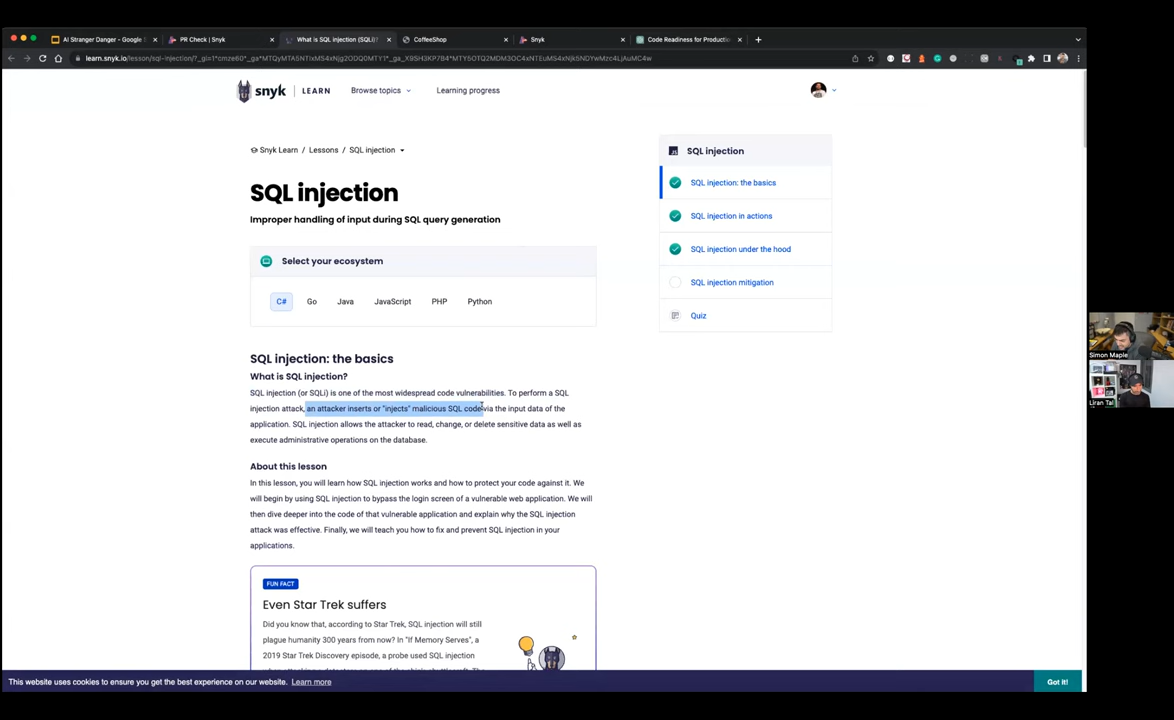 AI Stranger Danger - Google
PR Check | Snyk
What is SQL injection (SQLi)?
CoffeeShop
Snyk
Code Readiness for Producti
snyk LEARN
Browse topics
Learning progress
Snyk Learn / Lessons / SQL injection
SQL injection
Improper handling of input during SQL query generation
Select your ecosystem
C# Go Java JavaScript PHP Python
SQL injection: the basics
What is SQL injection?
SQL injection (or SQLi) is one of the most widespread code vulnerabilities. To perform a SQL
injection attack, an attacker inserts or "injects" malicious SQL code via the input data of the
application. SQL injection allows the attacker to read, change, or delete sensitive data as well as
execute administrative operations on the database.
About this lesson
In this lesson, you will learn how SQL injection works and how to protect your code against it. We
will begin by using SQL injection to bypass the login screen of a vulnerable web application. We will
then dive deeper into the code of that vulnerable application and explain why the SQL injection
attack was effective. Finally, we will teach you how to fix and prevent SQL injection in your
applications.
FUN FACT
Even Star Trek suffers
Did you know that, according to Star Trek, SQL injection will still
plague humanity 300 years from now? In "If Memory Serves", a
2019 Star Trek Discovery episode, a probe used SQL injection
JS
SQL injection
SQL injection: the basics
SQL injection in actions
SQL injection under the hood
SQL injection mitigation
Quiz
Simon Maple
Liran Tal
This website uses cookies to ensure you get the best experience on our website. Learn more
Got it!